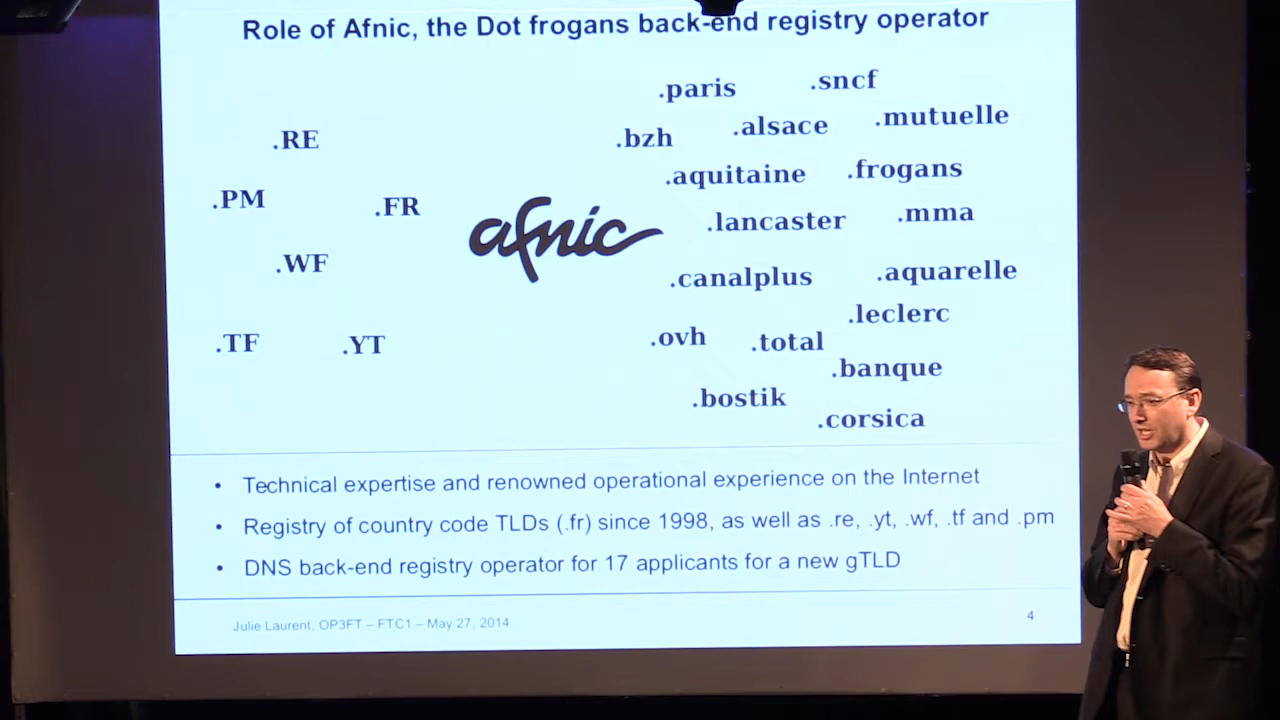 Role of Afnic, the Dot frogans back-end registry operator
.paris .sncf
.bzh .alsace .mutuelle
.RE
.aquitaine .frogans
.PM .FR
afnic
.lancaster .mma
.WF
.canalplus .aquarelle
.leclerc
.TF .YT
.ovh .total
.banque
.bostik
.corsica
• Technical expertise and renowned operational experience on the Internet
• Registry of country code TLDs (.fr) since 1998, as well as .re, .yt, .wf, .tf and .pm
• DNS back-end registry operator for 17 applicants for a new gTLD
Julie Laurent, OP3FT – FTC1 – May 27, 2014
4